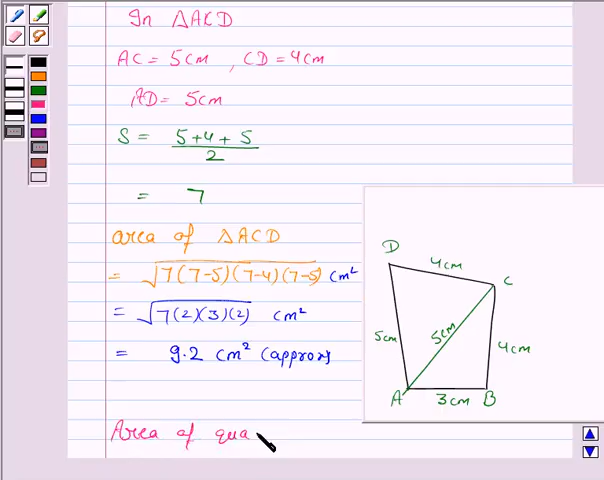 In △ACD
AC = 5cm , CD = 4cm
AD = 5cm
S = 5+4+5
2
= 7
area of △ACD
= √7(7-5)(7-4)(7-5) cm²
= √7(2)(3)(2) cm²
= 9.2 cm² (approx)
Area of qua
D
4cm
C
5cm
5cm
4cm
A
3cm
B